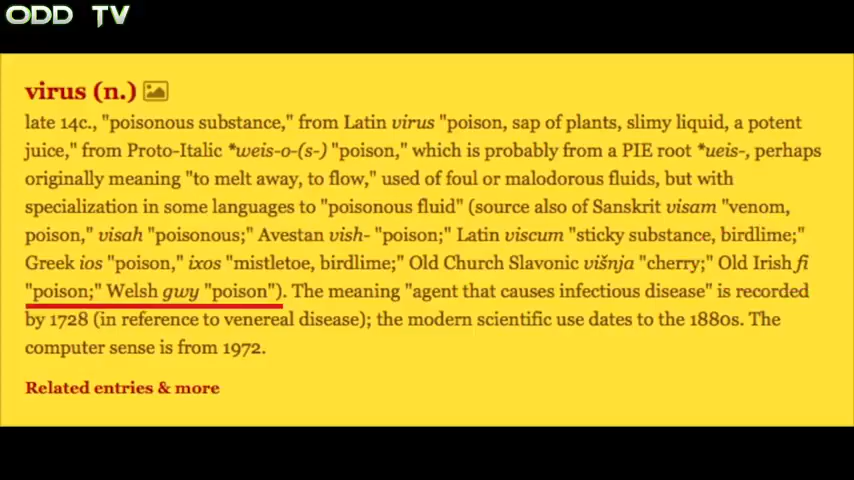 ODD TV
virus (n.)
late 14c., "poisonous substance," from Latin virus "poison, sap of plants, slimy liquid, a potent
juice," from Proto-Italic *weis-o-(s-) "poison," which is probably from a PIE root *ueis-, perhaps
originally meaning "to melt away, to flow," used of foul or malodorous fluids, but with
specialization in some languages to "poisonous fluid" (source also of Sanskrit visam "venom,
poison," visah "poisonous;" Avestan vish- "poison;" Latin viscum "sticky substance, birdlime;"
Greek ios "poison," ixos "mistletoe, birdlime;" Old Church Slavonic višnja "cherry;" Old Irish fi
"poison;" Welsh gwy "poison"). The meaning "agent that causes infectious disease" is recorded
by 1728 (in reference to venereal disease); the modern scientific use dates to the 1880s. The
computer sense is from 1972.
Related entries & more